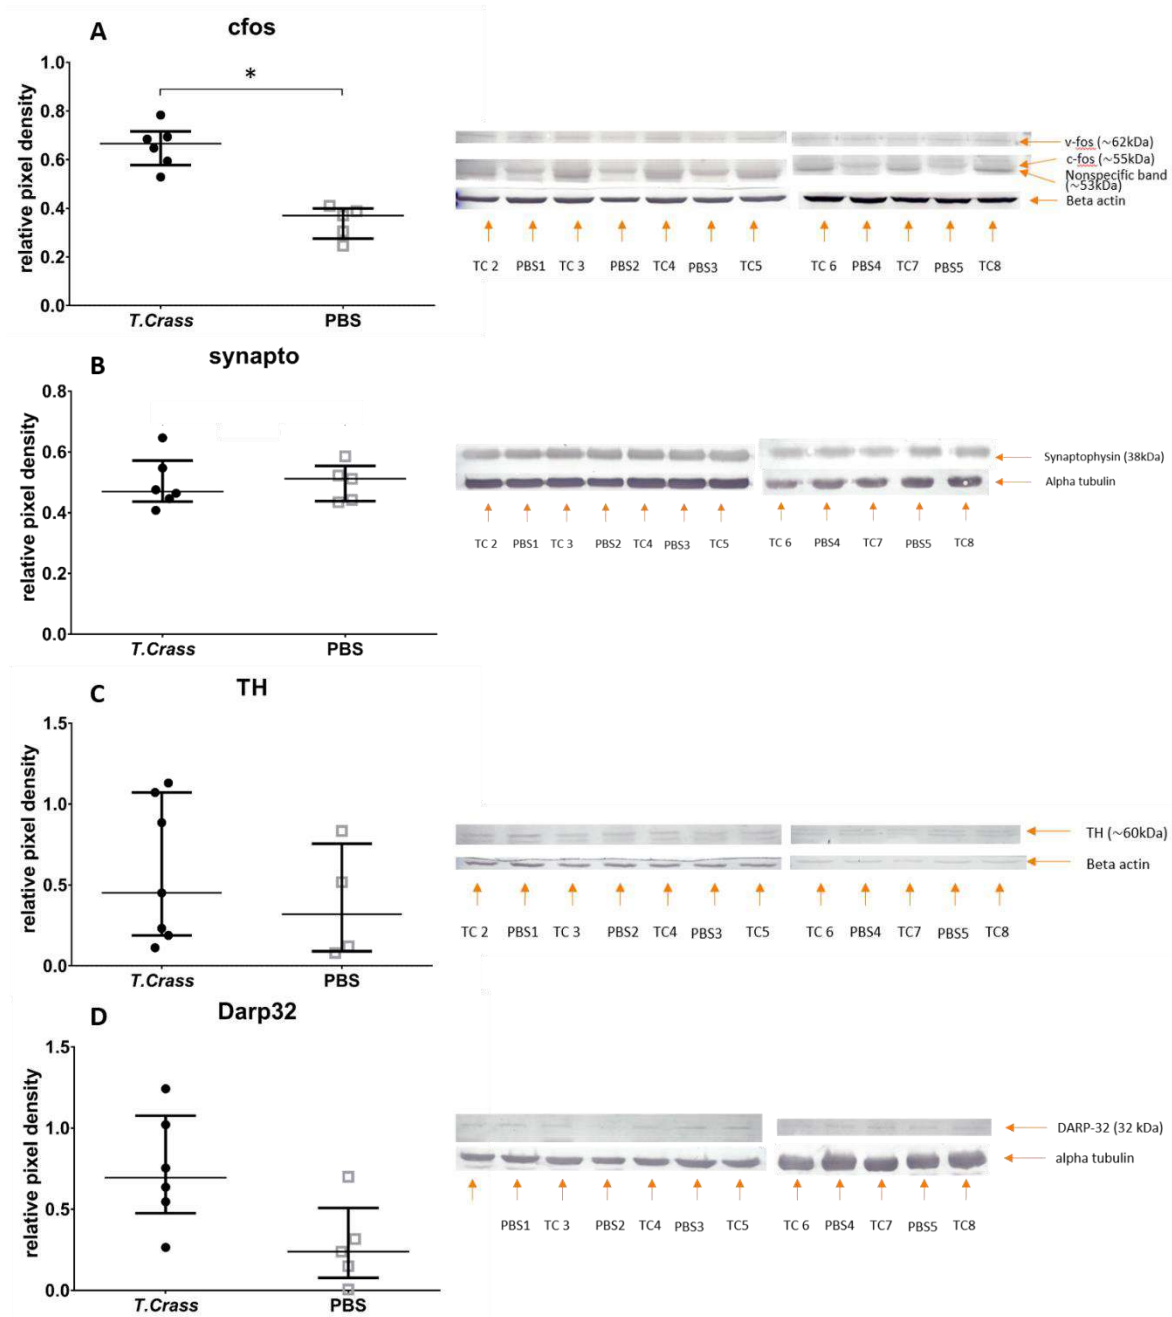 A
cfos
relative pixel density
1.0
0.8
0.6
0.4
0.2
0.0
*
T.Crass PBS
v-fos (~62kDa)
c-fos (~55kDa)
Nonspecific band
(~53kDa)
Beta actin
TC 2 PBS1 TC 3 PBS2 TC4 PBS3 TC5 TC 6 PBS4 TC7 PBS5 TC8
B
synapto
relative pixel density
0.8
0.6
0.4
0.2
0.0
T.Crass PBS
Synaptophysin (38kDa)
Alpha tubulin
TC 2 PBS1 TC 3 PBS2 TC4 PBS3 TC5 TC 6 PBS4 TC7 PBS5 TC8
C
TH
relative pixel density
1.5
1.0
0.5
0.0
T.Crass PBS
TH (~60kDa)
Beta actin
TC 2 PBS1 TC 3 PBS2 TC4 PBS3 TC5 TC 6 PBS4 TC7 PBS5 TC8
D
Darp32
relative pixel density
1.5
1.0
0.5
0.0
T.Crass PBS
DARP-32 (32 kDa)
alpha tubulin
PBS1 TC 3 PBS2 TC4 PBS3 TC5 TC 6 PBS4 TC7 PBS5 TC8